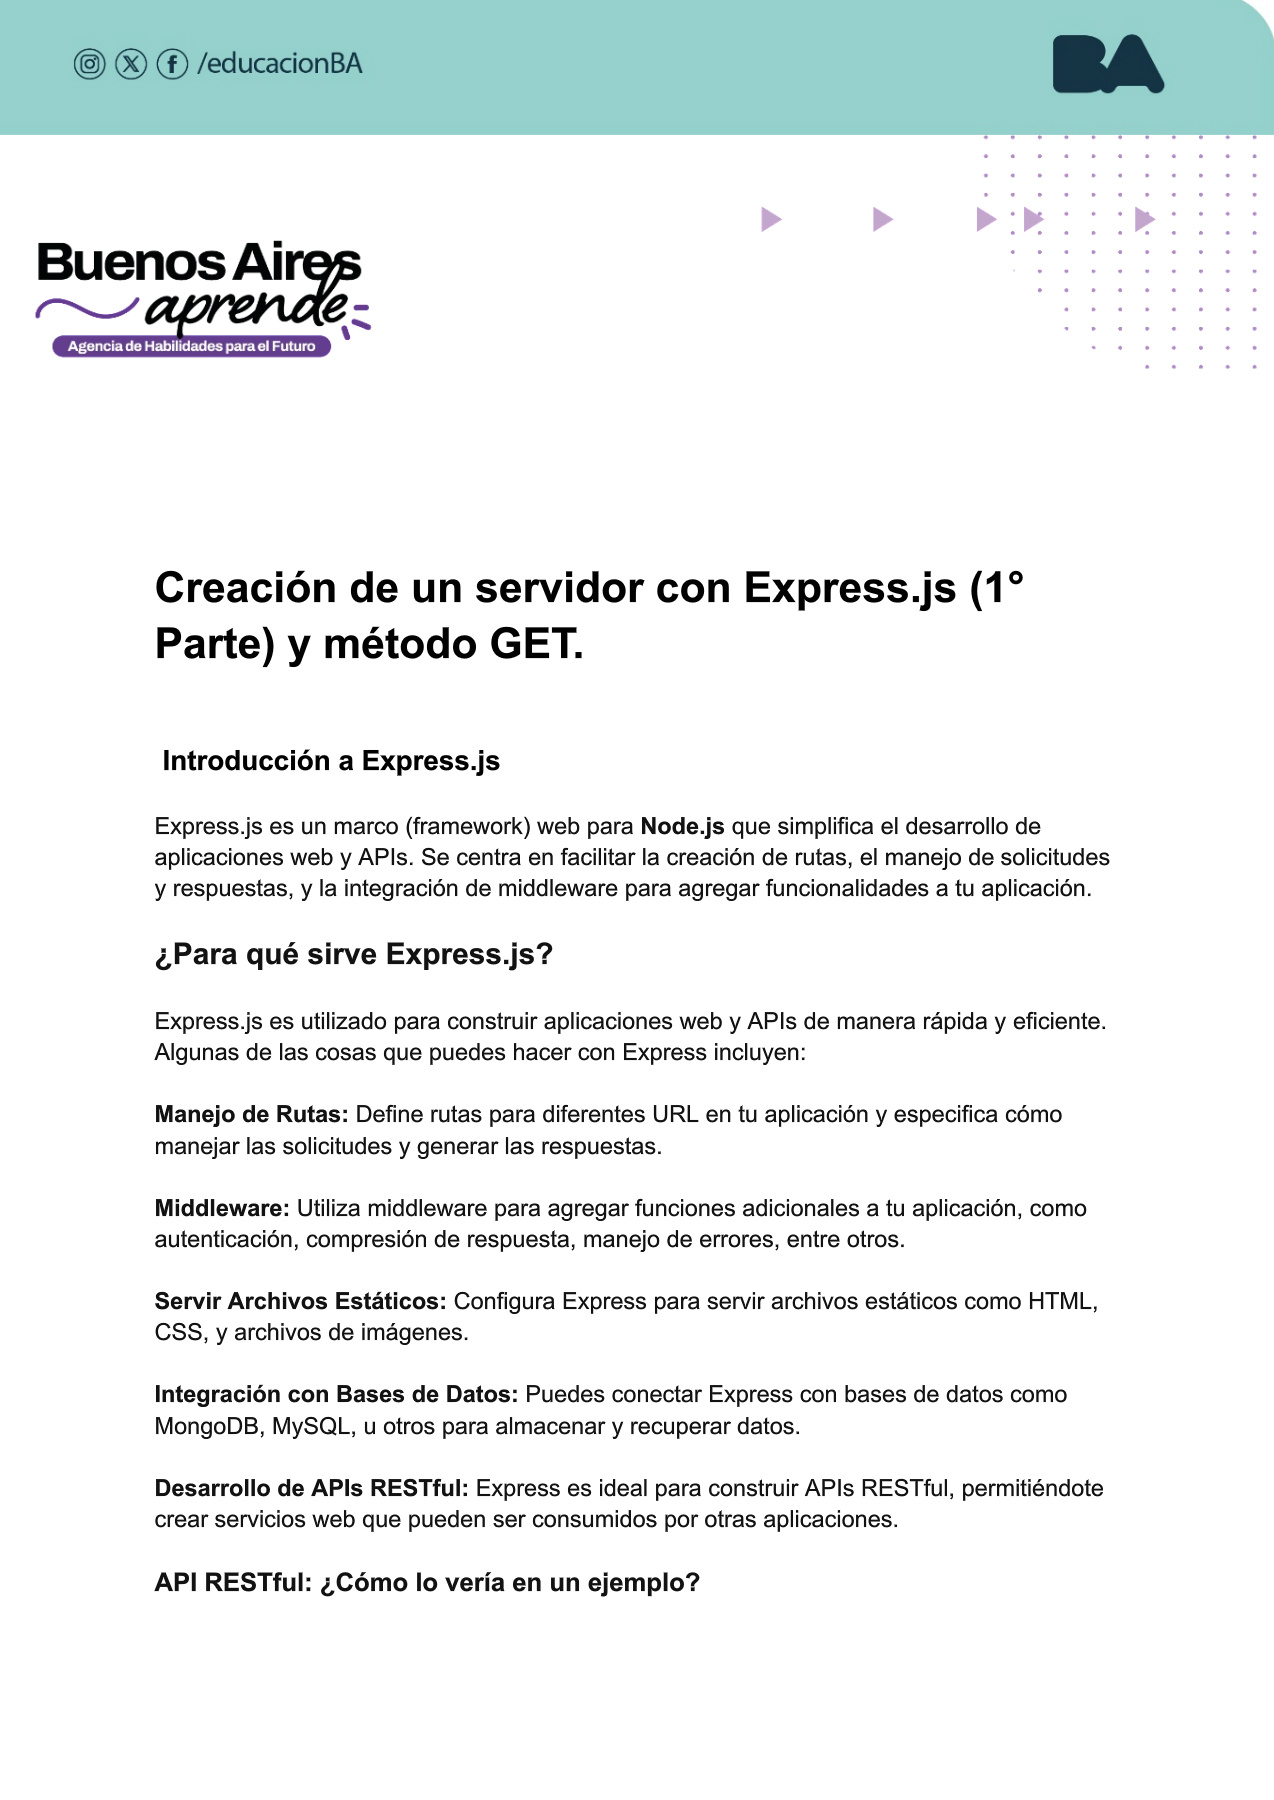 /educacionBA
BA
Buenos Aires
aprende
Agencia de Habilidades para el Futuro
Creación de un servidor con Express.js (1°
Parte) y método GET.
Introducción a Express.js
Express.js es un marco (framework) web para Node.js que simplifica el desarrollo de
aplicaciones web y APIs. Se centra en facilitar la creación de rutas, el manejo de solicitudes
y respuestas, y la integración de middleware para agregar funcionalidades a tu aplicación.
¿Para qué sirve Express.js?
Express.js es utilizado para construir aplicaciones web y APIs de manera rápida y eficiente.
Algunas de las cosas que puedes hacer con Express incluyen:
Manejo de Rutas: Define rutas para diferentes URL en tu aplicación y especifica cómo
manejar las solicitudes y generar las respuestas.
Middleware: Utiliza middleware para agregar funciones adicionales a tu aplicación, como
autenticación, compresión de respuesta, manejo de errores, entre otros.
Servir Archivos Estáticos: Configura Express para servir archivos estáticos como HTML,
CSS, y archivos de imágenes.
Integración con Bases de Datos: Puedes conectar Express con bases de datos como
MongoDB, MySQL, u otros para almacenar y recuperar datos.
Desarrollo de APIs RESTful: Express es ideal para construir APIs RESTful, permitiéndote
crear servicios web que pueden ser consumidos por otras aplicaciones.
API RESTful: ¿Cómo lo vería en un ejemplo?